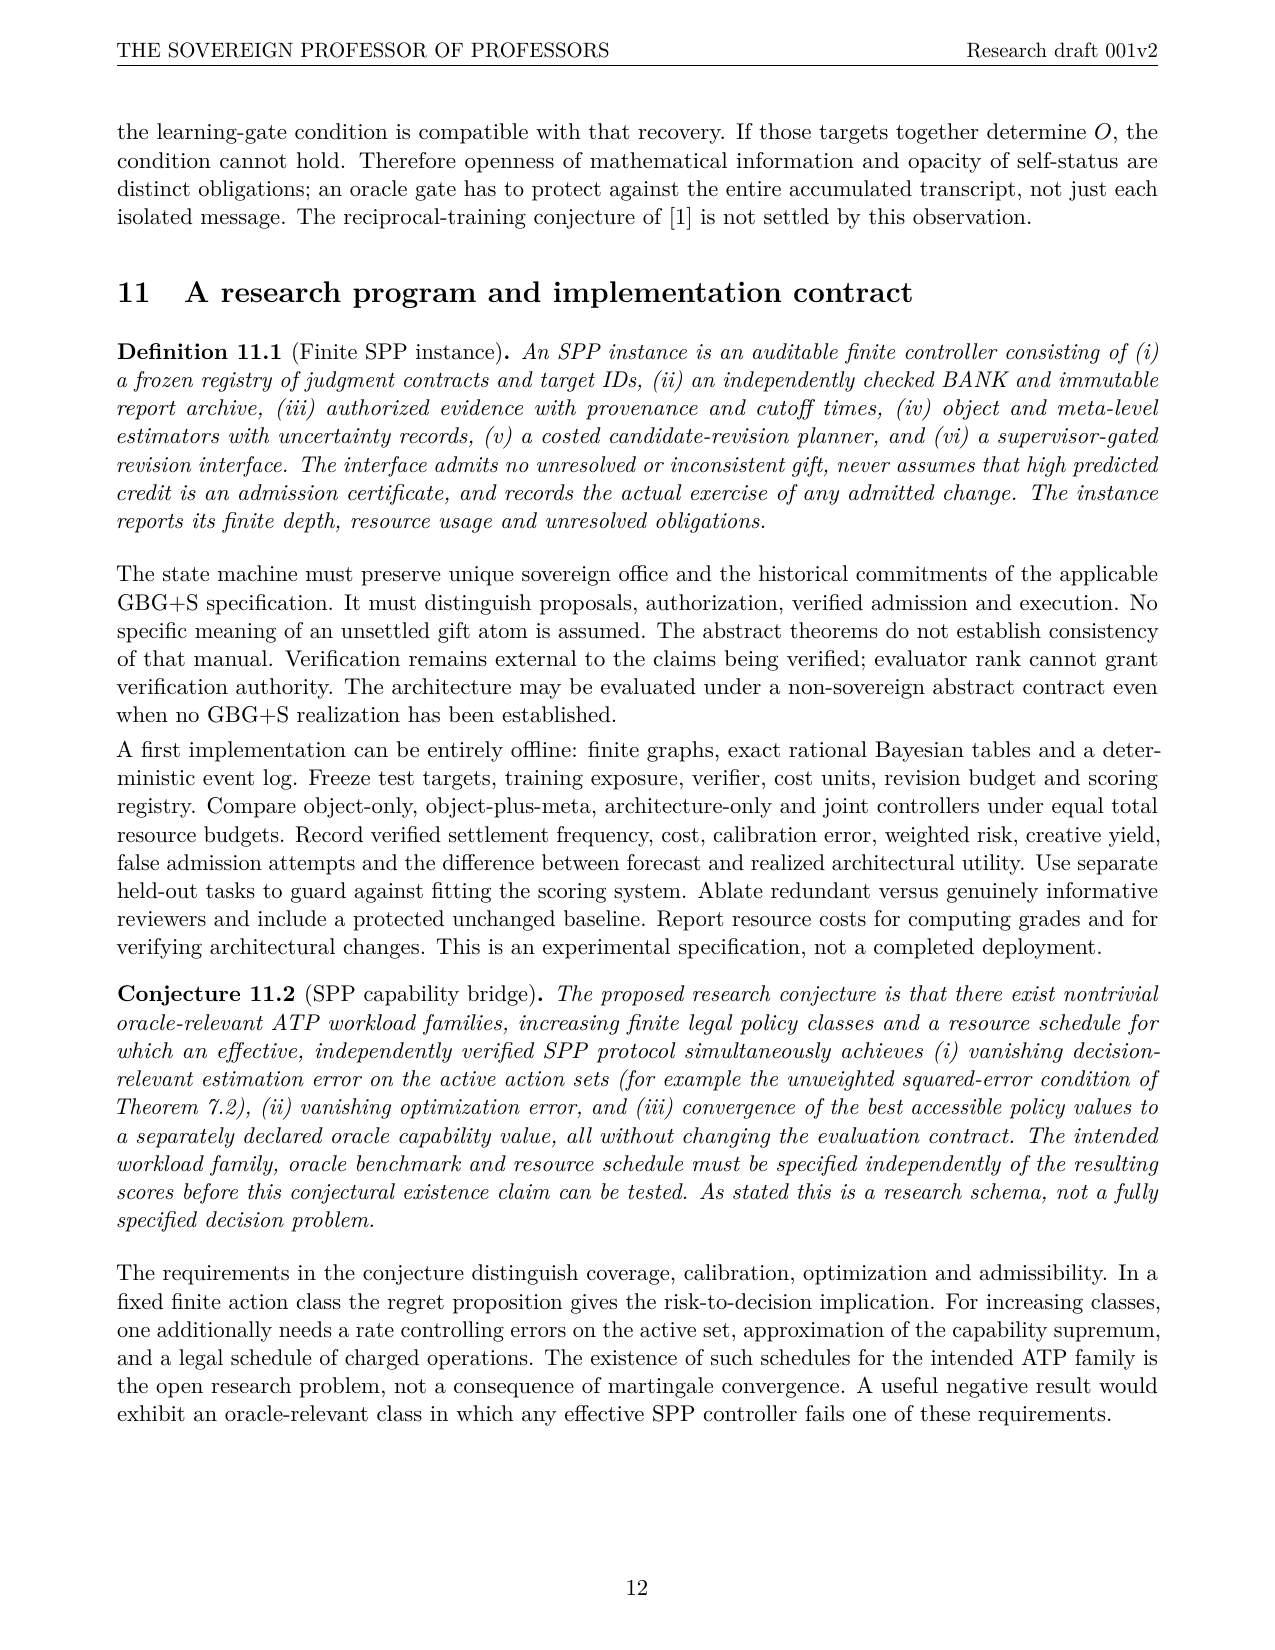 THE SOVEREIGN PROFESSOR OF PROFESSORS Research draft 001v2
the learning-gate condition is compatible with that recovery. If those targets together determine O, the
condition cannot hold. Therefore openness of mathematical information and opacity of self-status are
distinct obligations; an oracle gate has to protect against the entire accumulated transcript, not just each
isolated message. The reciprocal-training conjecture of [1] is not settled by this observation.
11 A research program and implementation contract
Definition 11.1 (Finite SPP instance). An SPP instance is an auditable finite controller consisting of (i)
a frozen registry of judgment contracts and target IDs, (ii) an independently checked BANK and immutable
report archive, (iii) authorized evidence with provenance and cutoff times, (iv) object and meta-level
estimators with uncertainty records, (v) a costed candidate-revision planner, and (vi) a supervisor-gated
revision interface. The interface admits no unresolved or inconsistent gift, never assumes that high predicted
credit is an admission certificate, and records the actual exercise of any admitted change. The instance
reports its finite depth, resource usage and unresolved obligations.
The state machine must preserve unique sovereign office and the historical commitments of the applicable
GBG+S specification. It must distinguish proposals, authorization, verified admission and execution. No
specific meaning of an unsettled gift atom is assumed. The abstract theorems do not establish consistency
of that manual. Verification remains external to the claims being verified; evaluator rank cannot grant
verification authority. The architecture may be evaluated under a non-sovereign abstract contract even
when no GBG+S realization has been established.
A first implementation can be entirely offline: finite graphs, exact rational Bayesian tables and a deter-
ministic event log. Freeze test targets, training exposure, verifier, cost units, revision budget and scoring
registry. Compare object-only, object-plus-meta, architecture-only and joint controllers under equal total
resource budgets. Record verified settlement frequency, cost, calibration error, weighted risk, creative yield,
false admission attempts and the difference between forecast and realized architectural utility. Use separate
held-out tasks to guard against fitting the scoring system. Ablate redundant versus genuinely informative
reviewers and include a protected unchanged baseline. Report resource costs for computing grades and for
verifying architectural changes. This is an experimental specification, not a completed deployment.
Conjecture 11.2 (SPP capability bridge). The proposed research conjecture is that there exist nontrivial
oracle-relevant ATP workload families, increasing finite legal policy classes and a resource schedule for
which an effective, independently verified SPP protocol simultaneously achieves (i) vanishing decision-
relevant estimation error on the active action sets (for example the unweighted squared-error condition of
Theorem 7.2), (ii) vanishing optimization error, and (iii) convergence of the best accessible policy values to
a separately declared oracle capability value, all without changing the evaluation contract. The intended
workload family, oracle benchmark and resource schedule must be specified independently of the resulting
scores before this conjectural existence claim can be tested. As stated this is a research schema, not a fully
specified decision problem.
The requirements in the conjecture distinguish coverage, calibration, optimization and admissibility. In a
fixed finite action class the regret proposition gives the risk-to-decision implication. For increasing classes,
one additionally needs a rate controlling errors on the active set, approximation of the capability supremum,
and a legal schedule of charged operations. The existence of such schedules for the intended ATP family is
the open research problem, not a consequence of martingale convergence. A useful negative result would
exhibit an oracle-relevant class in which any effective SPP controller fails one of these requirements.
12